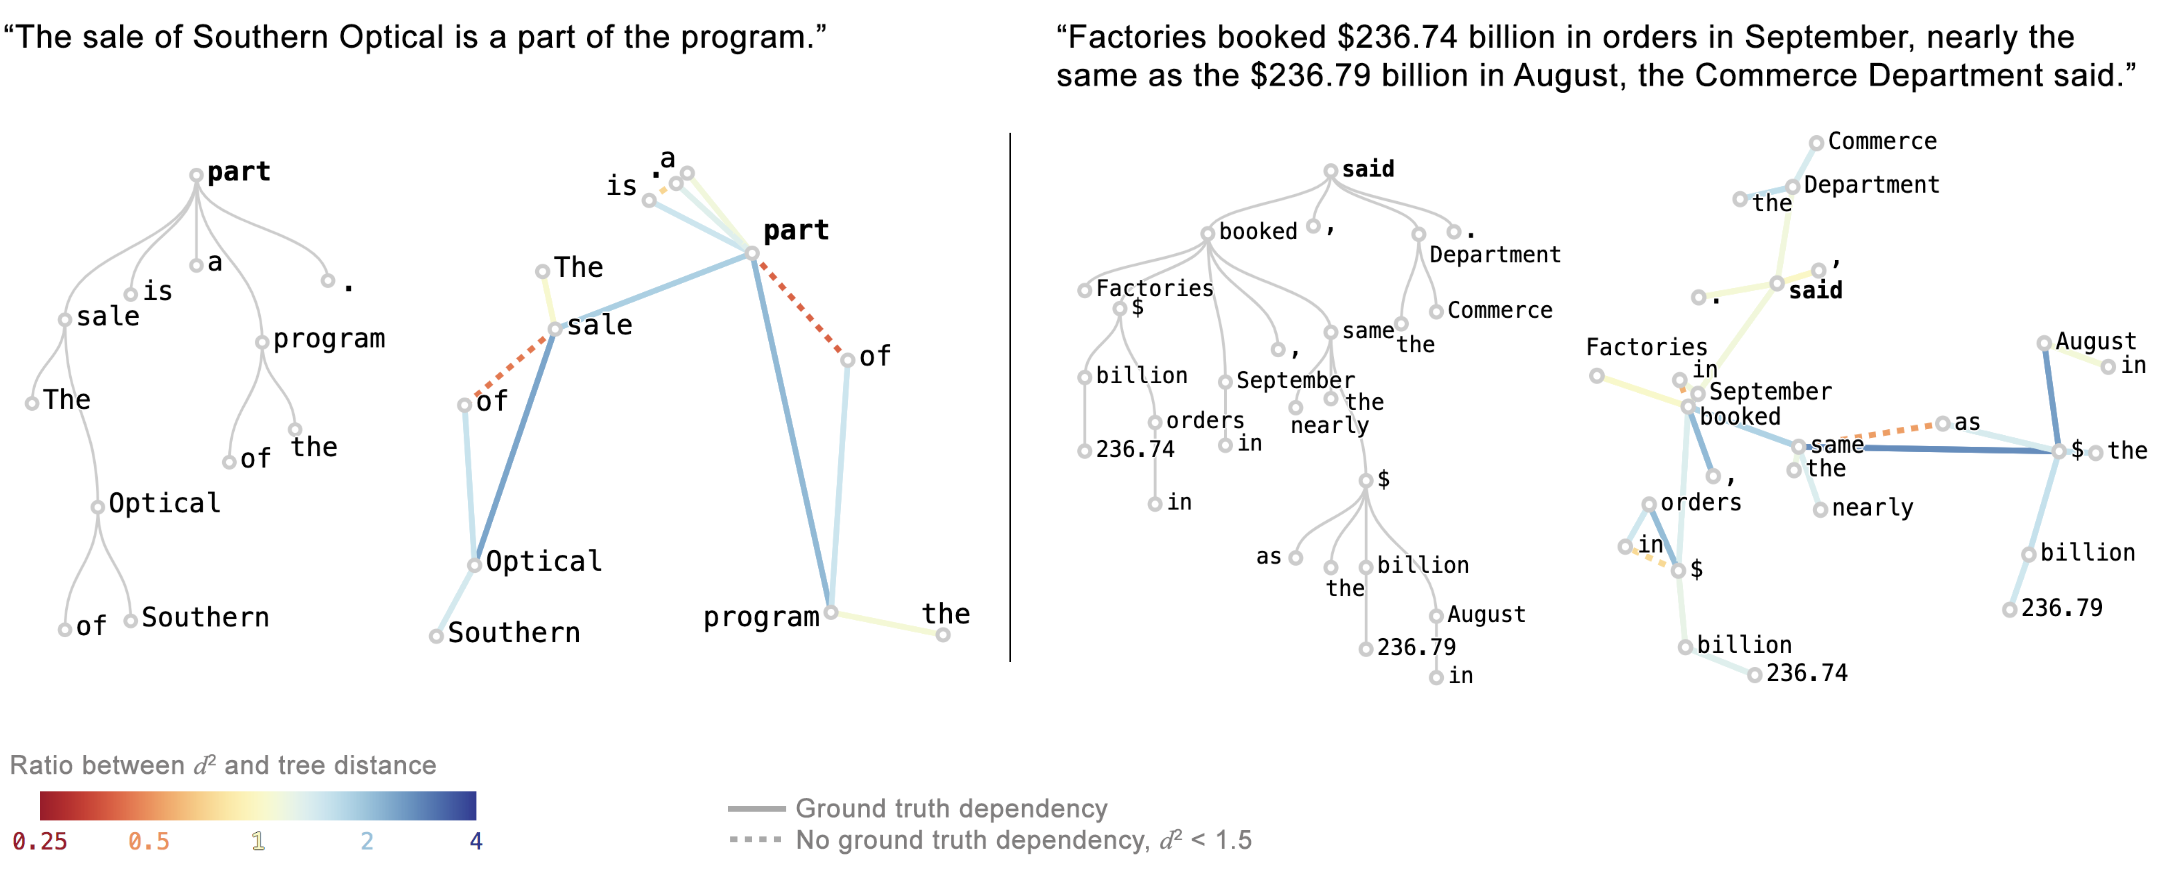 “The sale of Southern Optical is a part of the program.”
part
a
is
.
sale
program
The
of
the
Optical
of
Southern
a
.
is
part
The
sale
of
of
Optical
program
the
Southern
“Factories booked $236.74 billion in orders in September, nearly the
same as the $236.79 billion in August, the Commerce Department said.”
said
booked
,
.
Department
Factories
$
Commerce
same
the
,
billion
September
the
orders
nearly
236.74
in
in
$
as
billion
the
August
236.79
in
Commerce
Department
the
,
said
.
Factories
August
in
in
September
booked
as
same
$
the
the
,
orders
nearly
in
$
billion
236.79
billion
236.74
Ratio between d² and tree distance
0.25
0.5
1
2
4
Ground truth dependency
No ground truth dependency, d² < 1.5